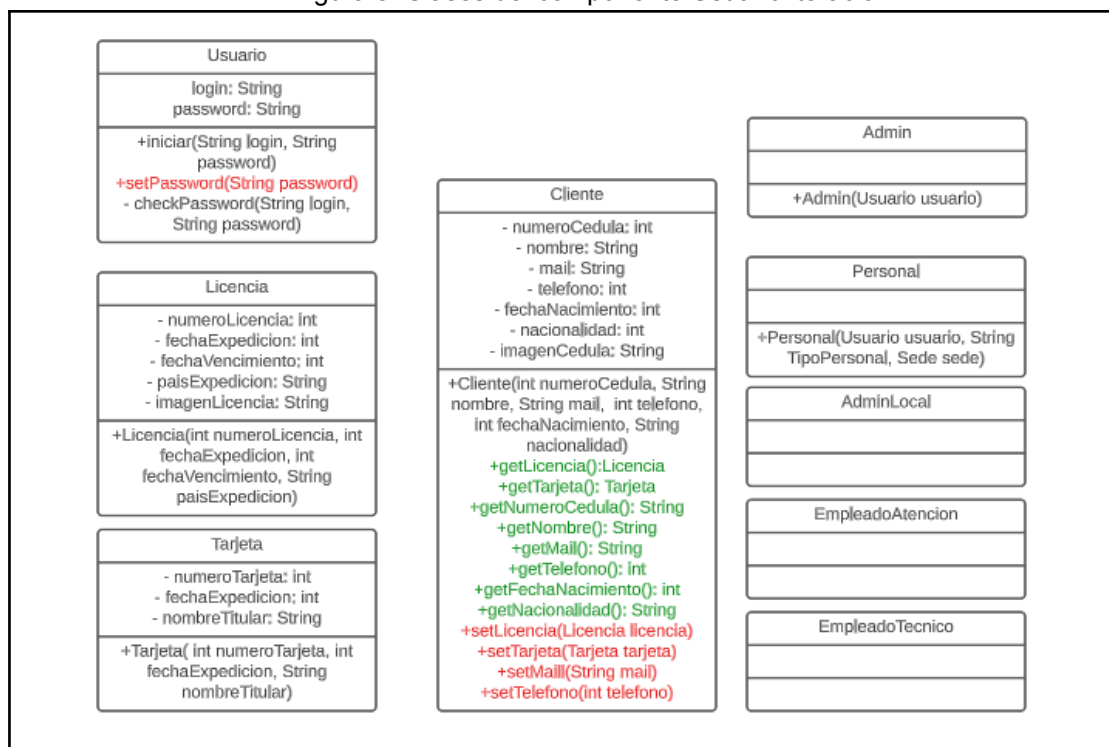 Usuario
login: String
password: String
+iniciar(String login, String
password)
+setPassword(String password)
- checkPassword(String login,
String password)
Licencia
- numeroLicencia: int
- fechaExpedicion: int
- fechaVencimiento: int
- paisExpedicion: String
- imagenLicencia: String
+Licencia(int numeroLicencia, int
fechaExpedicion, int
fechaVencimiento, String
paisExpedicion)
Tarjeta
- numeroTarjeta: int
- fechaExpedicion: int
- nombreTitular: String
+Tarjeta( int numeroTarjeta, int
fechaExpedicion, String
nombreTitular)
Cliente
- numeroCedula: int
- nombre: String
- mail: String
- telefono: int
- fechaNacimiento: int
- nacionalidad: int
- imagenCedula: String
+Cliente(int numeroCedula, String
nombre, String mail, int telefono,
int fechaNacimiento, String
nacionalidad)
+getLicencia():Licencia
+getTarjeta(): Tarjeta
+getNumeroCedula(): String
+getNombre(): String
+getMail(): String
+getTelefono(): int
+getFechaNacimiento(): int
+getNacionalidad(): String
+setLicencia(Licencia licencia)
+setTarjeta(Tarjeta tarjeta)
+setMaill(String mail)
+setTelefono(int telefono)
Admin
+Admin(Usuario usuario)
Personal
+Personal(Usuario usuario, String
TipoPersonal, Sede sede)
AdminLocal
EmpleadoAtencion
EmpleadoTecnico